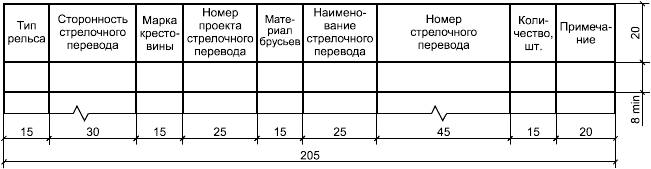 Тип рельса
Сторонность стрелочного перевода
Марка кресто-вины
Номер проекта стрелочного перевода
Мате-риал брусьев
Наимено-вание стрелочного перевода
Номер стрелочного перевода
Коли-чество, шт.
Примеча-ние
20
8 min
15 30 15 25 15 25 45 15 20
205